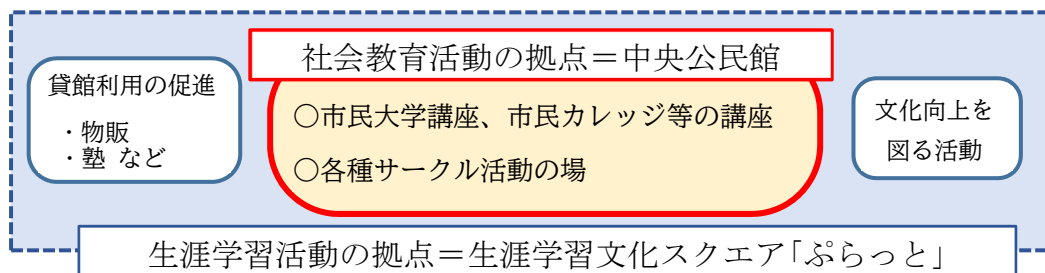 社会教育活動の拠点＝中央公民館
貸館利用の促進
・物販
・塾 など
○市民大学講座、市民カレッジ等の講座
○各種サークル活動の場
文化向上を
図る活動
生涯学習活動の拠点＝生涯学習文化スクエア「ぷらっと」